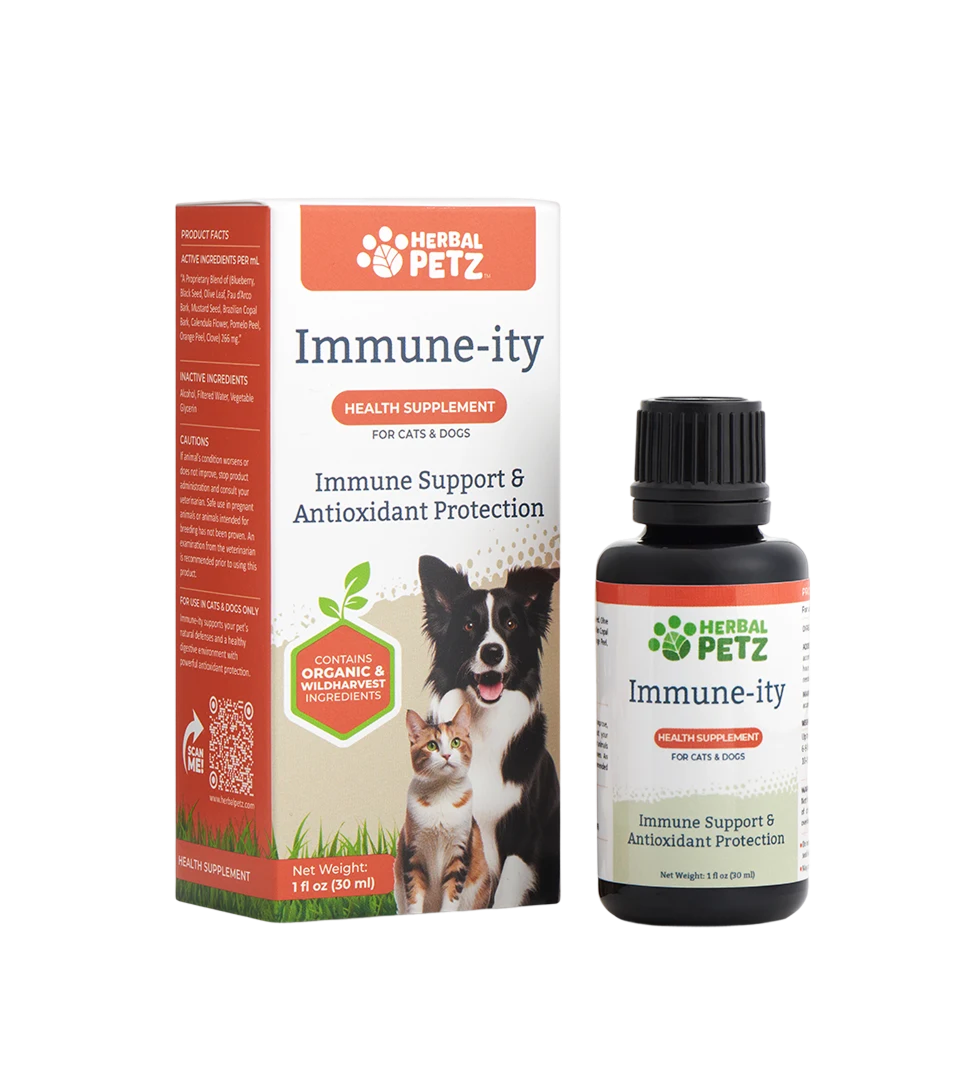 PRODUCT FACTS
ACTIVE INGREDIENTS PER mL
"A Proprietary Blend of (Blueberry,
Black Seed, Olive Leaf, Pau d'Arco
Bark, Mustard Seed, Brazilian Copal
Bark, Calendula Flower, Pomelo Peel,
Orange Peel, Clove) 266 mg."
INACTIVE INGREDIENTS
Alcohol, Filtered Water, Vegetable
Glycerin
CAUTIONS
If animal's condition worsens or
does not improve, stop product
administration and consult your
veterinarian. Safe use in pregnant
animals or animals intended for
breeding has not been proven. An
examination from the veterinarian
is recommended prior to using this
product.
FOR USE IN CATS & DOGS ONLY
Immune-ity supports your pet's
natural defenses and a healthy
digestive environment with
powerful antioxidant protection.
SCAN
ME!
www.herbalpetz.com
HEALTH SUPPLEMENT
HERBAL
PETZ™
Immune-ity
HEALTH SUPPLEMENT
FOR CATS & DOGS
Immune Support &
Antioxidant Protection
CONTAINS
ORGANIC &
WILDHARVEST
INGREDIENTS
Net Weight:
1 fl oz (30 ml)
HERBAL
PETZ
Immune-ity
HEALTH SUPPLEMENT
FOR CATS & DOGS
Immune Support &
Antioxidant Protection
Net Weight: 1 fl oz (30 ml)